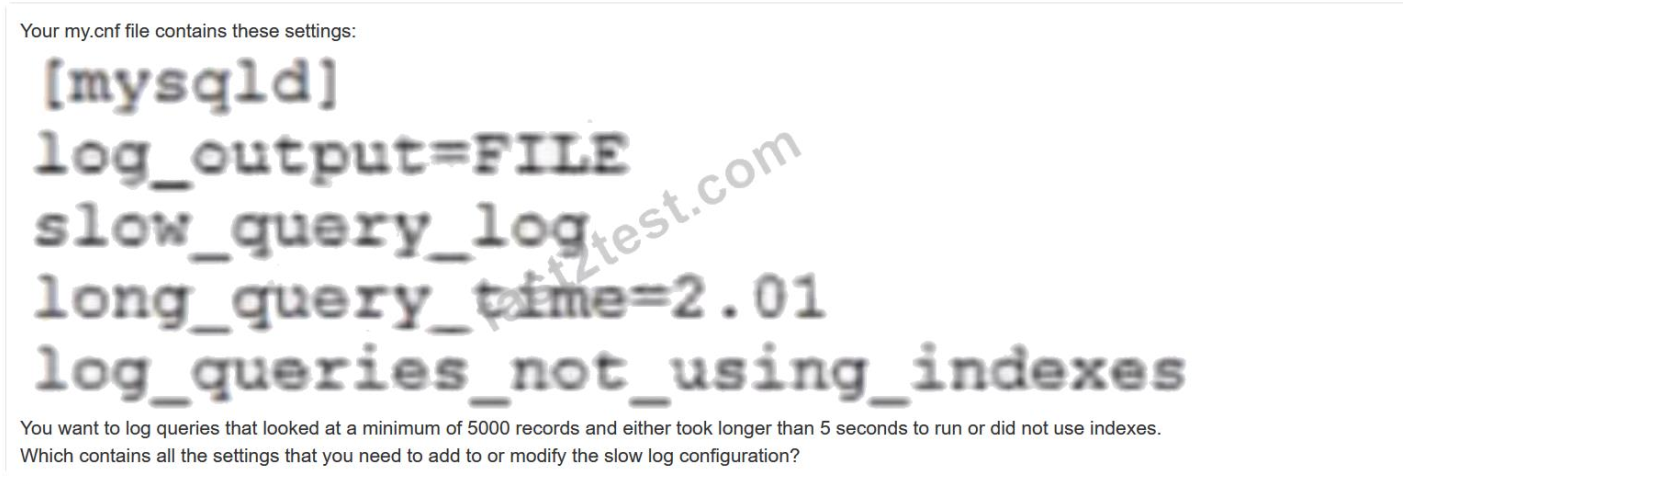 Your my.cnf file contains these settings:
[mysqld]
log_output=FILE
slow_query_log
long_query_time=2.01
log_queries_not_using_indexes
fast2test.com
You want to log queries that looked at a minimum of 5000 records and either took longer than 5 seconds to run or did not use indexes.
Which contains all the settings that you need to add to or modify the slow log configuration?